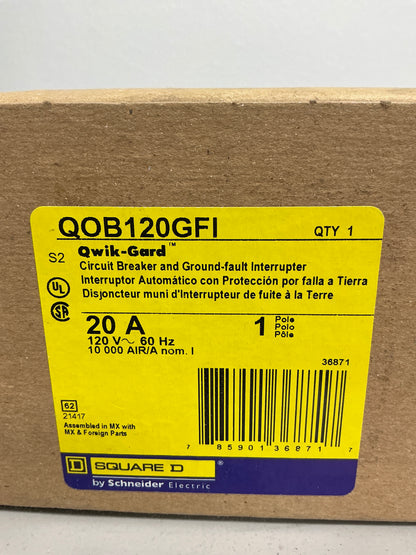 QOB120GFI QTY 1
S2 Qwik-Gard™
Circuit Breaker and Ground-fault Interrupter
Interruptor Automático con Protección por falla a Tierra
Disjoncteur muni d'Interrupteur de fuite à la Terre
UL
SA
20 A 1 Pole
Polo
Pôle
120 V~ 60 Hz
10 000 AIR/A nom. I
36871
62
21417
Assembled in MX with
MX & Foreign Parts
7 85901 36871 7
D SQUARE D
by Schneider Electric